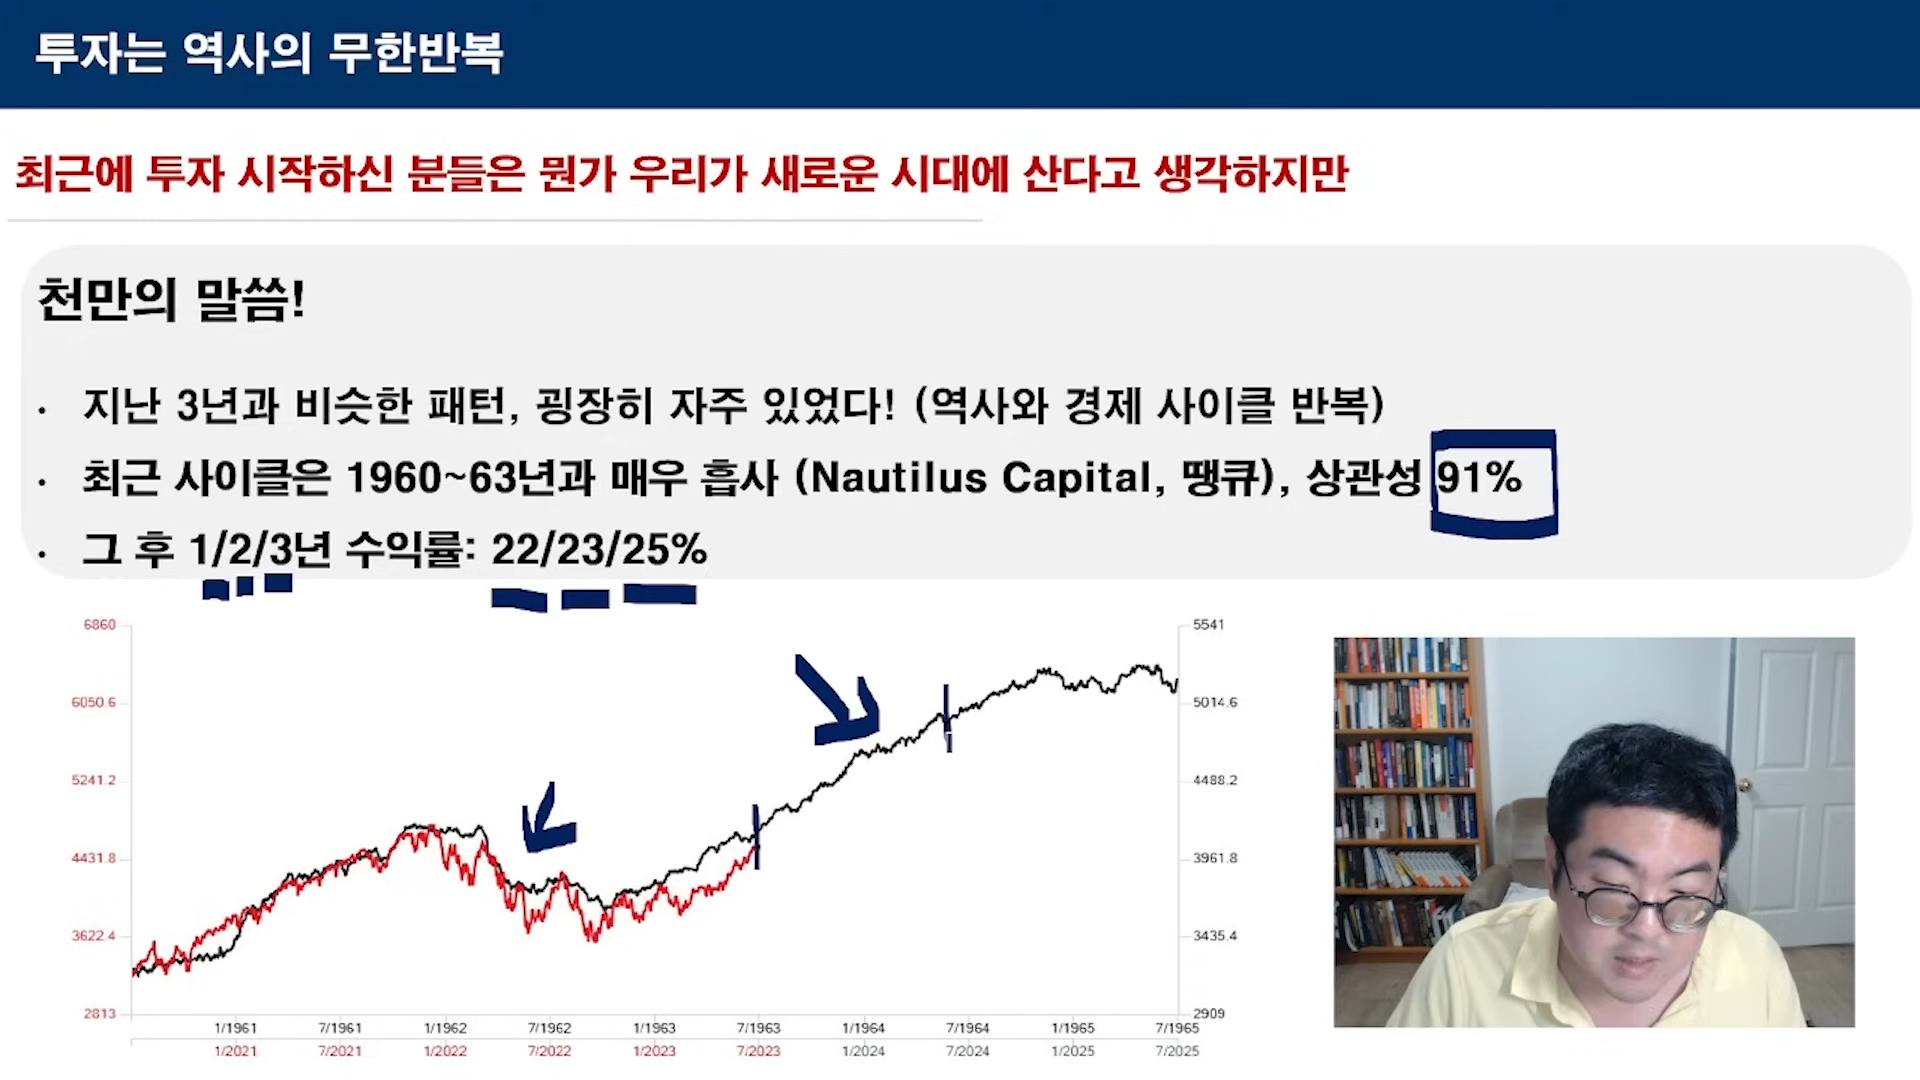 투자는 역사의 무한반복
최근에 투자 시작하신 분들은 뭔가 우리가 새로운 시대에 산다고 생각하지만
천만의 말씀!
• 지난 3년과 비슷한 패턴, 굉장히 자주 있었다! (역사와 경제 사이클 반복)
• 최근 사이클은 1960~63년과 매우 흡사 (Nautilus Capital, 땡큐), 상관성 91%
• 그 후 1/2/3년 수익률: 22/23/25%
6860 5541
6050.6 5014.6
5241.2 4488.2
4431.8 3961.8
3622.4 3435.4
2813 2909
1/1961 7/1961 1/1962 7/1962 1/1963 7/1963 1/1964 7/1964 1/1965 7/1965
1/2021 7/2021 1/2022 7/2022 1/2023 7/2023 1/2024 7/2024 1/2025 7/2025